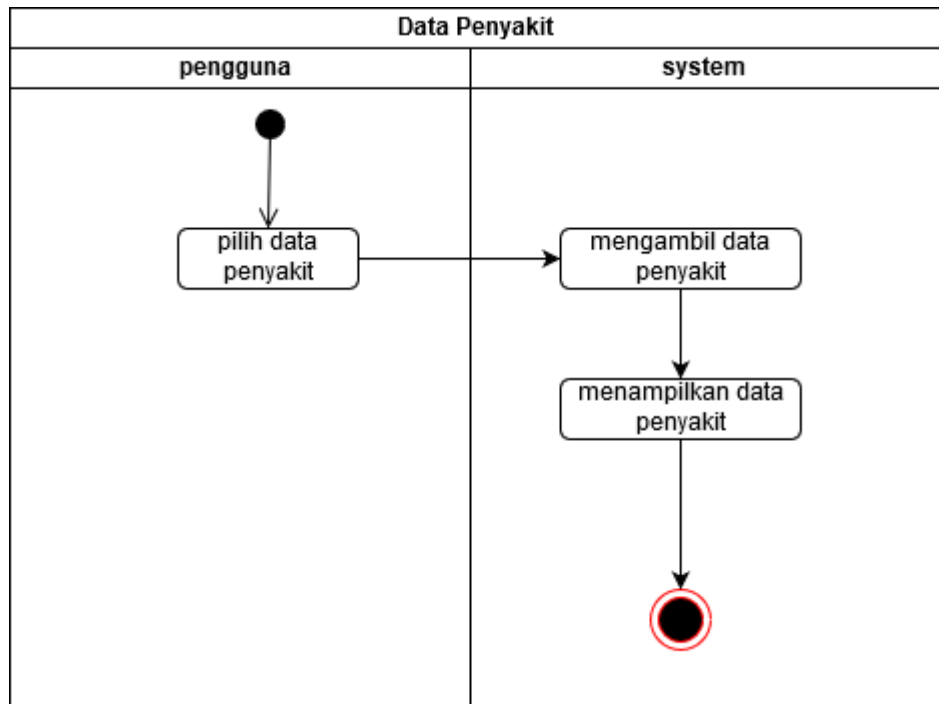 Data Penyakit
pengguna
system
pilih data
penyakit
mengambil data
penyakit
menampilkan data
penyakit